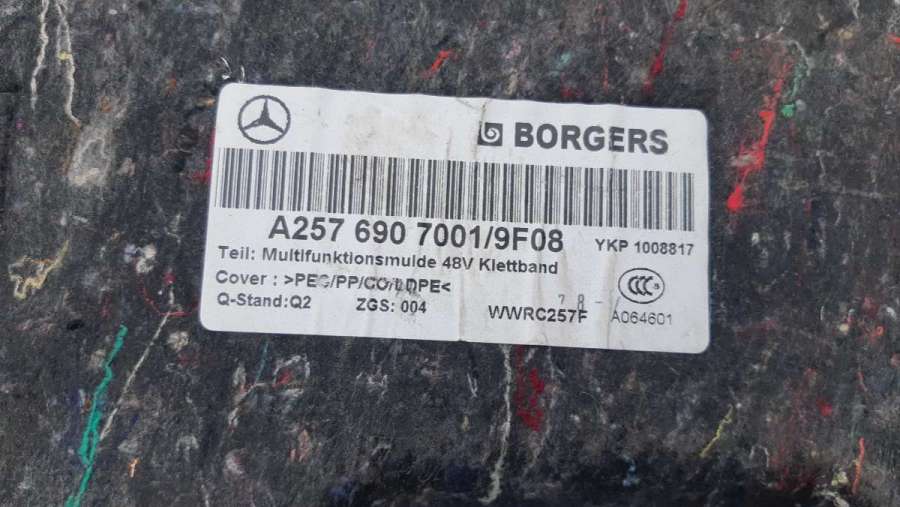 BORGERS
A257 690 7001/9F08
YKP 1008817
Teil: Multifunktionsmulde 48V Klettband
Cover : >PES/PP/CO/LDPE<
Q-Stand:Q2
ZGS: 004
WWRC257F
A064601